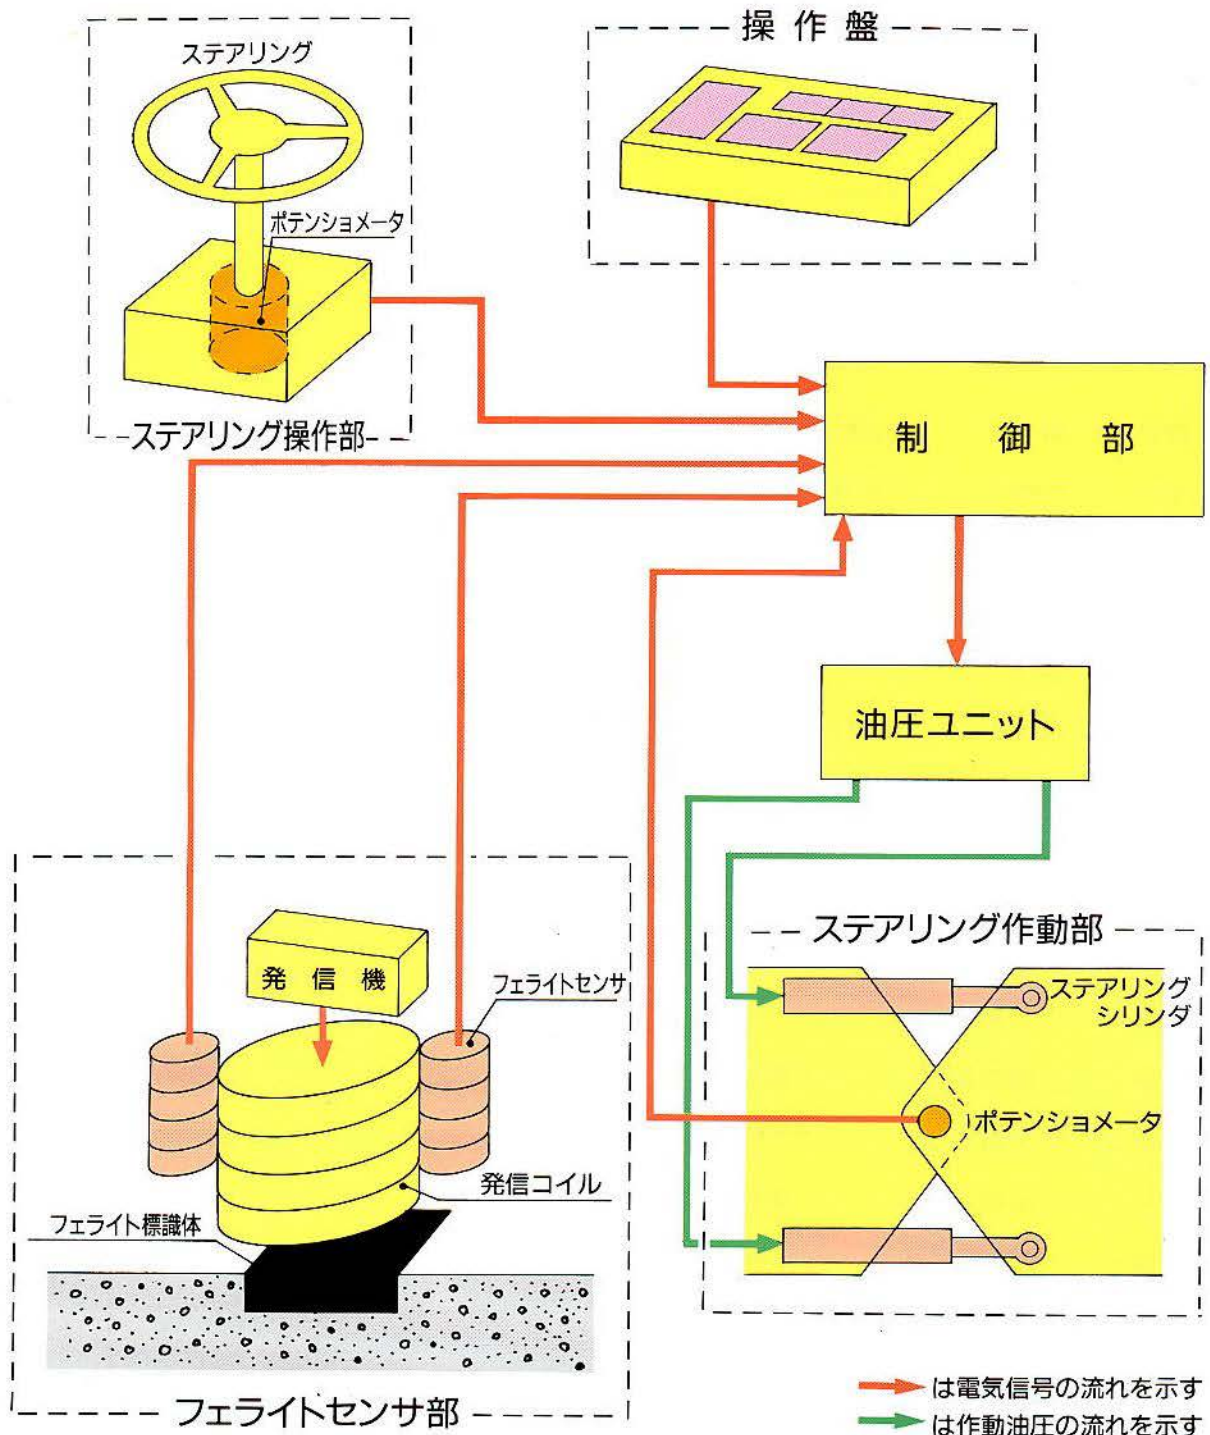 ステアリング
ポテンショメータ
ステアリング操作部
操作盤
制御部
油圧ユニット
発信機
フェライトセンサ
発信コイル
フェライト標識体
フェライトセンサ部
ステアリング作動部
ステアリング
シリンダ
ポテンショメータ
は電気信号の流れを示す
は作動油圧の流れを示す